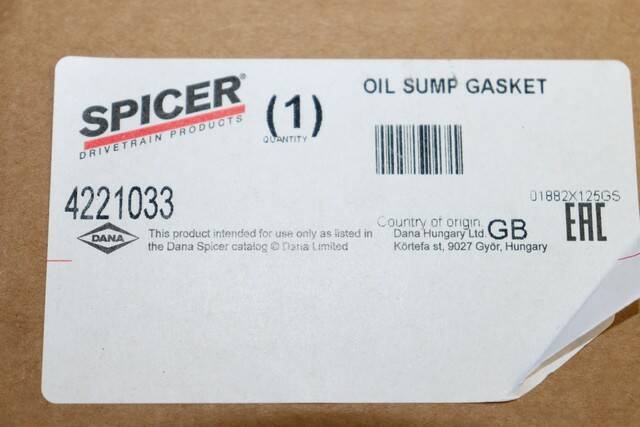 SPICER®
DRIVETRAIN PRODUCTS
(1)
QUANTITY
OIL SUMP GASKET
4221033
01882X125GS
DANA
This product intended for use only as listed in
the Dana Spicer catalog © Dana Limited
Country of origin GB
Dana Hungary Ltd.
Körtefa st, 9027 Györ, Hungary
EAC